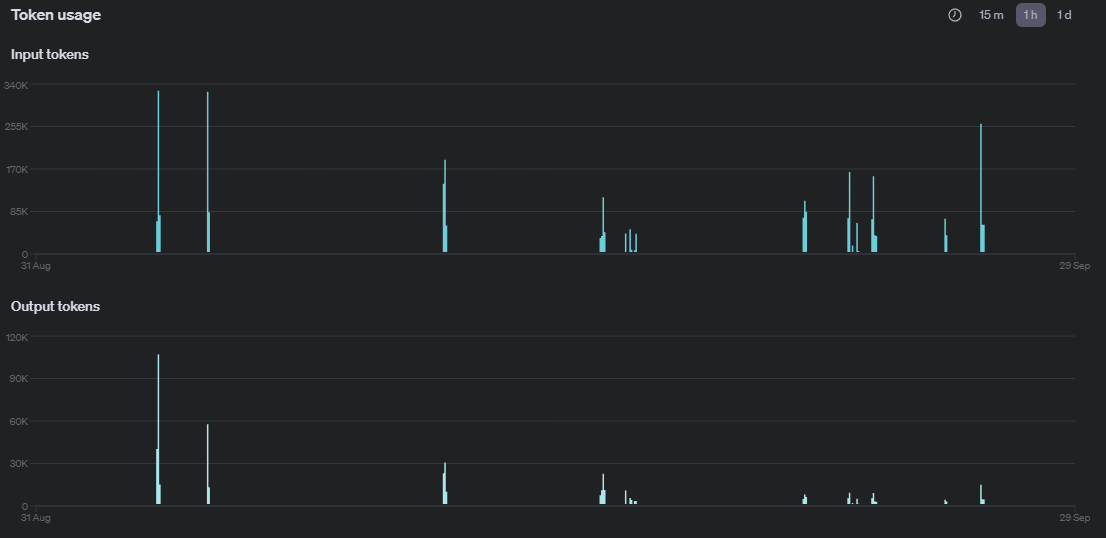 Token usage
15 m 1 h 1 d
Input tokens
340K
255K
170K
85K
0
31 Aug 29 Sep
Output tokens
120K
90K
60K
30K
0
31 Aug 29 Sep